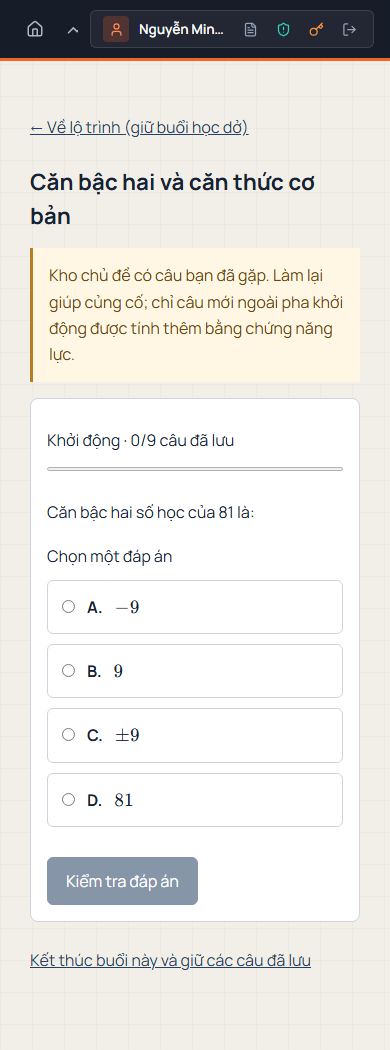 Nguyễn Min...
← Về lộ trình (giữ buổi học dở)
Căn bậc hai và căn thức cơ
bản
Kho chủ đề có câu bạn đã gặp. Làm lại
giúp củng cố; chỉ câu mới ngoài pha khởi
động được tính thêm bằng chứng năng
lực.
Khởi động · 0/9 câu đã lưu
Căn bậc hai số học của 81 là:
Chọn một đáp án
A. −9
B. 9
C. ±9
D. 81
Kiểm tra đáp án
Kết thúc buổi này và giữ các câu đã lưu